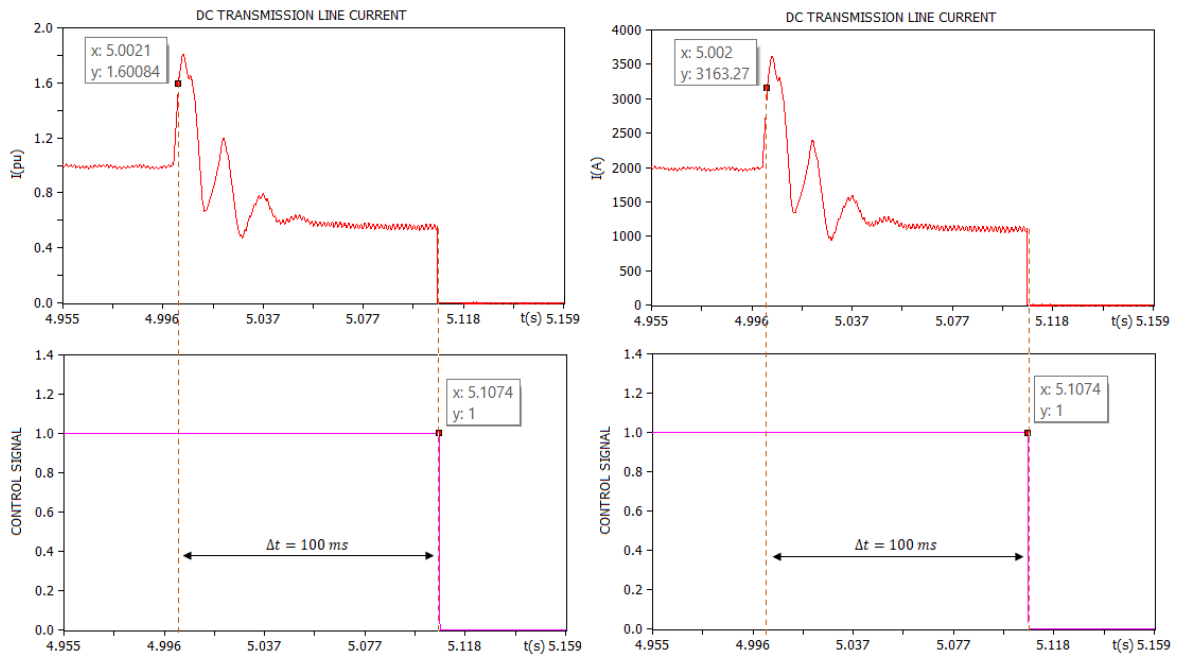 DC TRANSMISSION LINE CURRENT
2.0
1.6
1.2
0.8
0.4
0.0
I(pu)
x: 5.0021
y: 1.60084
4.955 4.996 5.037 5.077 5.118 t(s) 5.159
DC TRANSMISSION LINE CURRENT
4000
3500
3000
2500
2000
1500
1000
500
0
I(A)
x: 5.002
y: 3163.27
4.955 4.996 5.037 5.077 5.118 t(s) 5.159
1.4
1.2
1.0
0.8
0.6
0.4
0.2
0.0
CONTROL SIGNAL
x: 5.1074
y: 1
Δt = 100 ms
4.955 4.996 5.037 5.077 5.118 t(s) 5.159
1.4
1.2
1.0
0.8
0.6
0.4
0.2
0.0
CONTROL SIGNAL
x: 5.1074
y: 1
Δt = 100 ms
4.955 4.996 5.037 5.077 5.118 t(s) 5.159